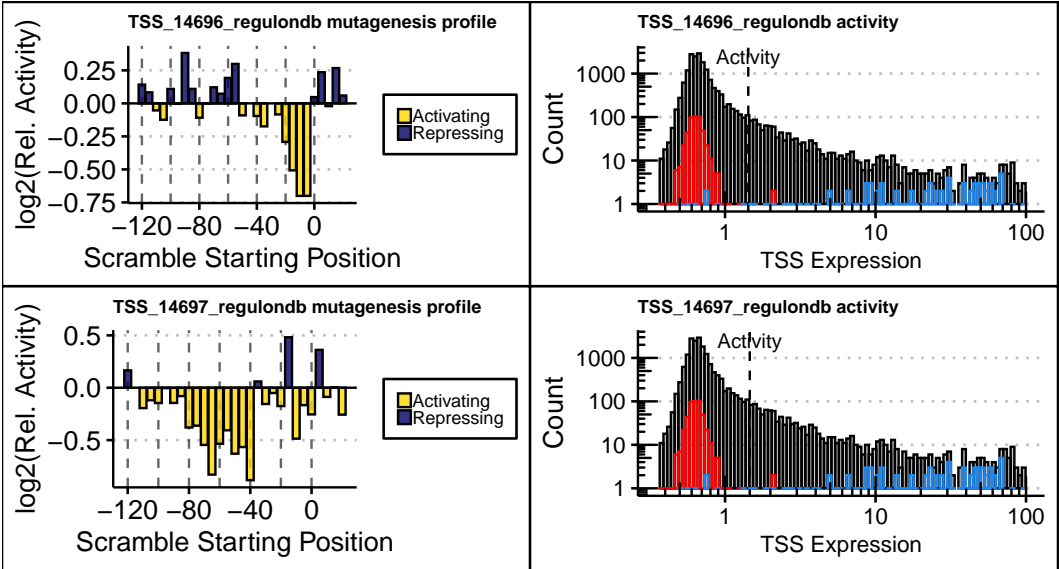 TSS_14696_regulondb mutagenesis profile
log2(Rel. Activity)
0.25
0.00
−0.25
−0.50
−0.75
−120 −80 −40 0
Scramble Starting Position
Activating
Repressing
TSS_14696_regulondb activity
Activity
Count
1000
100
10
1
1 10 100
TSS Expression
TSS_14697_regulondb mutagenesis profile
log2(Rel. Activity)
0.5
0.0
−0.5
−120 −80 −40 0
Scramble Starting Position
Activating
Repressing
TSS_14697_regulondb activity
Activity
Count
1000
100
10
1
1 10 100
TSS Expression